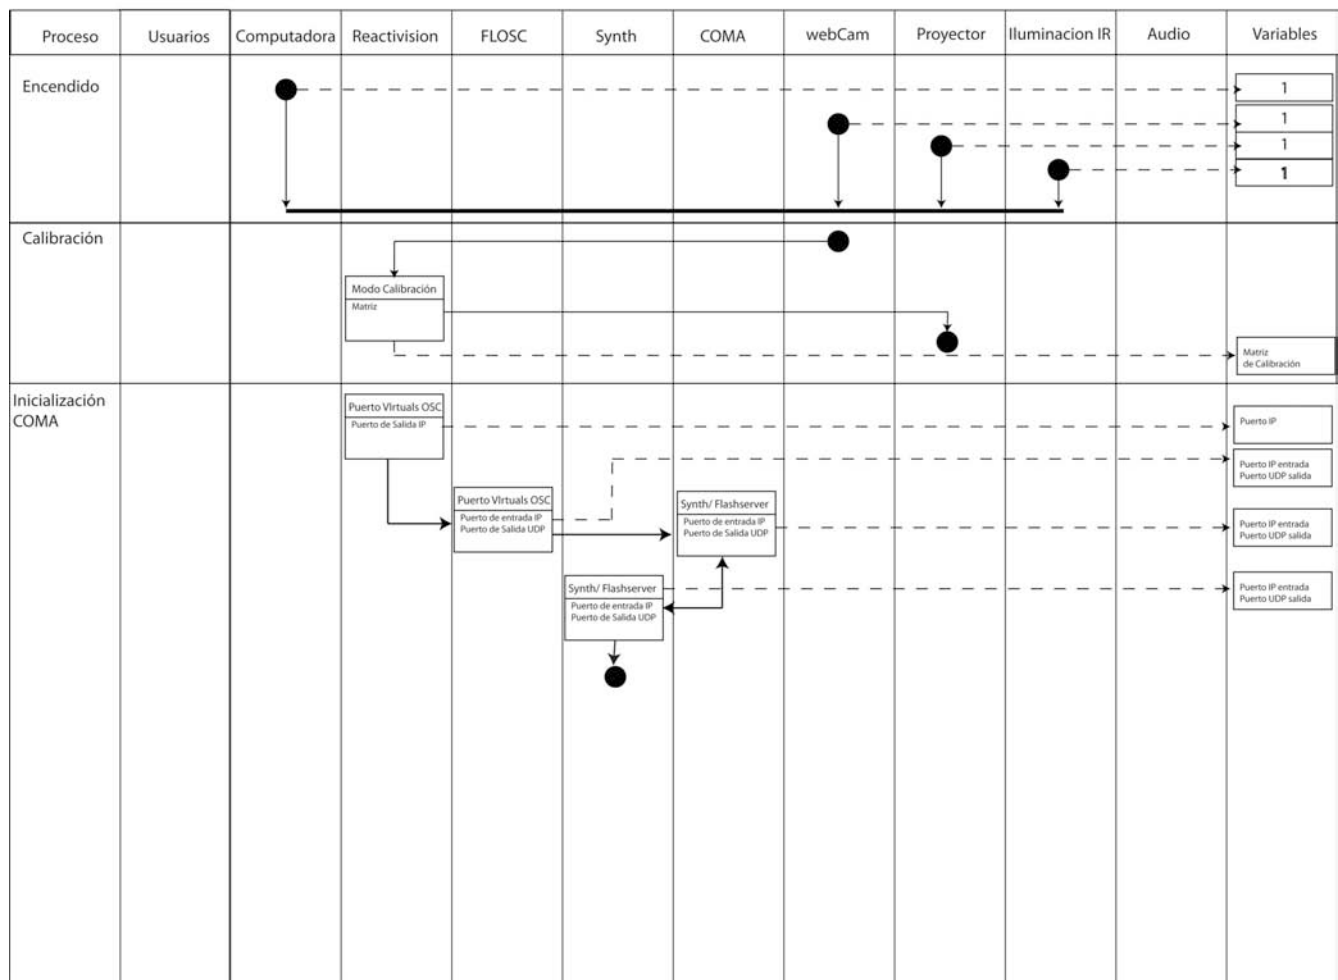 Proceso Usuarios Computadora Reactivision FLOSC Synth COMA webCam Proyector Iluminacion IR Audio Variables
Encendido
1
1
1
1
Calibración
Modo Calibración
Matriz
Matriz
de Calibración
Inicialización
COMA
Puerto VIrtuals OSC
Puerto de Salida IP
Puerto IP
Puerto IP entrada
Puerto UDP salida
Puerto VIrtuals OSC
Puerto de entrada IP
Puerto de Salida UDP
Synth/ Flashserver
Puerto de entrada IP
Puerto de Salida UDP
Puerto IP entrada
Puerto UDP salida
Synth/ Flashserver
Puerto de entrada IP
Puerto de Salida UDP
Puerto IP entrada
Puerto UDP salida